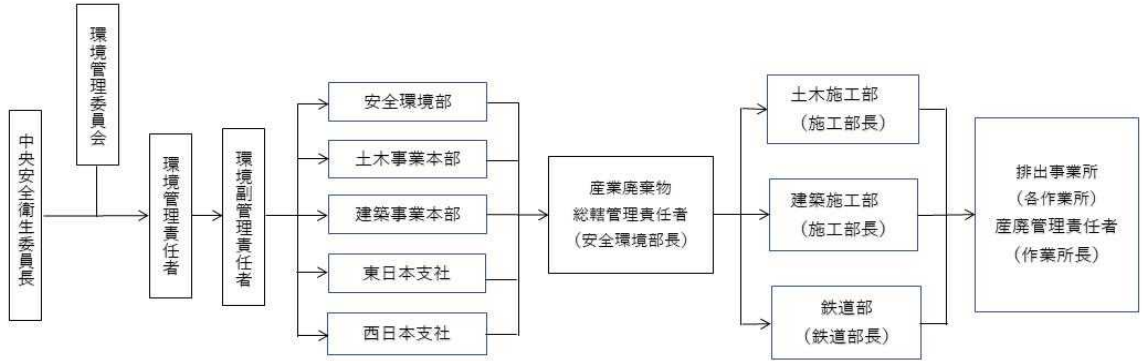 中央安全衛生委員長
環境管理委員会
環境管理責任者
環境副管理責任者
安全環境部
土木事業本部
建築事業本部
東日本支社
西日本支社
産業廃棄物
総轄管理責任者
(安全環境部長)
土木施工部
(施工部長)
建築施工部
(施工部長)
鉄道部
(鉄道部長)
排出事業所
(各作業所)
産廃管理責任者
(作業所長)